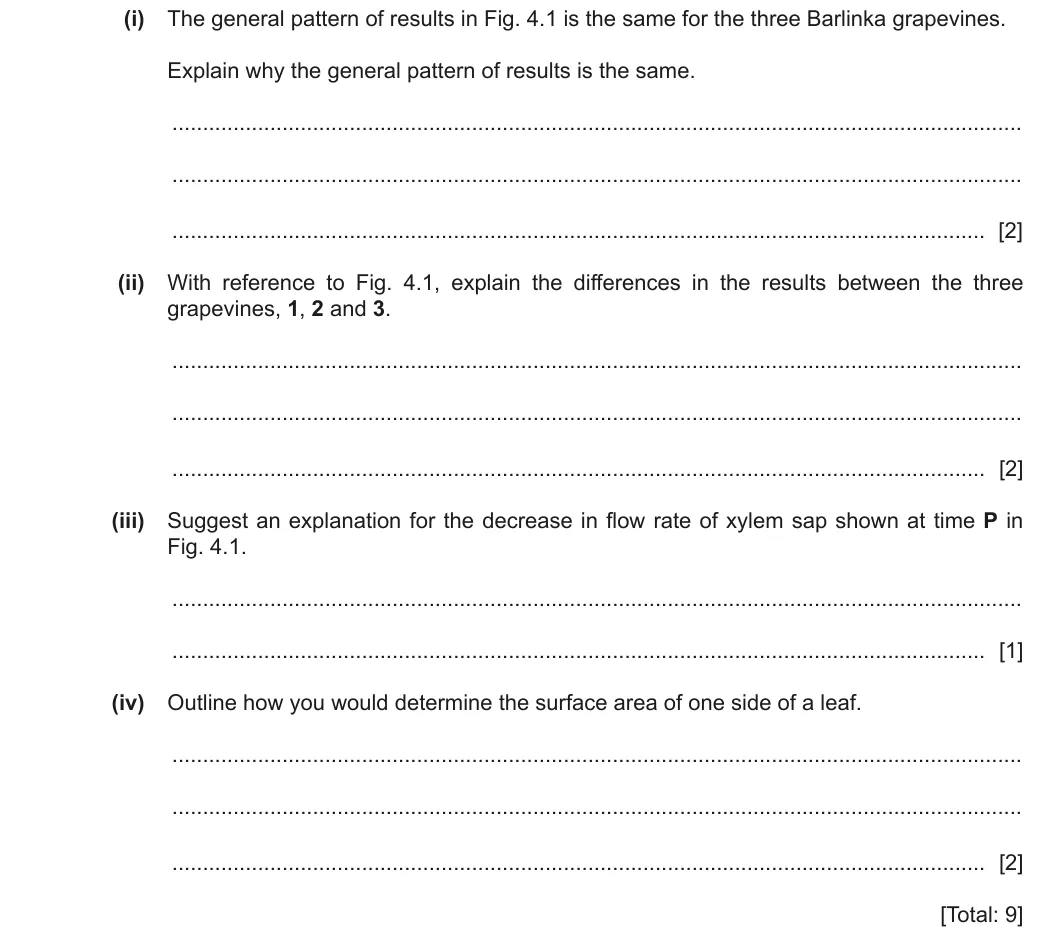 (i) The general pattern of results in Fig. 4.1 is the same for the three Barlinka grapevines.
Explain why the general pattern of results is the same.
..........................................................................................................................................
..........................................................................................................................................
.................................................................................................................................... [2]
(ii) With reference to Fig. 4.1, explain the differences in the results between the three
grapevines, 1, 2 and 3.
..........................................................................................................................................
..........................................................................................................................................
.................................................................................................................................... [2]
(iii) Suggest an explanation for the decrease in flow rate of xylem sap shown at time P in
Fig. 4.1.
..........................................................................................................................................
.................................................................................................................................... [1]
(iv) Outline how you would determine the surface area of one side of a leaf.
..........................................................................................................................................
..........................................................................................................................................
.................................................................................................................................... [2]
[Total: 9]